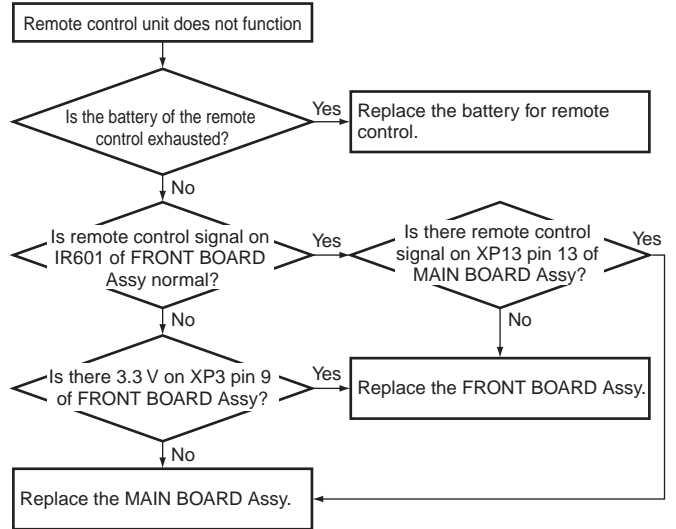 Remote control unit does not function
Is the battery of the remote
control exhausted?
Yes
Replace the battery for remote
control.
No
Is remote control signal on
IR601 of FRONT BOARD
Assy normal?
Yes
Is there remote control
signal on XP13 pin 13 of
MAIN BOARD Assy?
Yes
No
No
Is there 3.3 V on XP3 pin 9
of FRONT BOARD Assy?
Yes
Replace the FRONT BOARD Assy.
No
Replace the MAIN BOARD Assy.